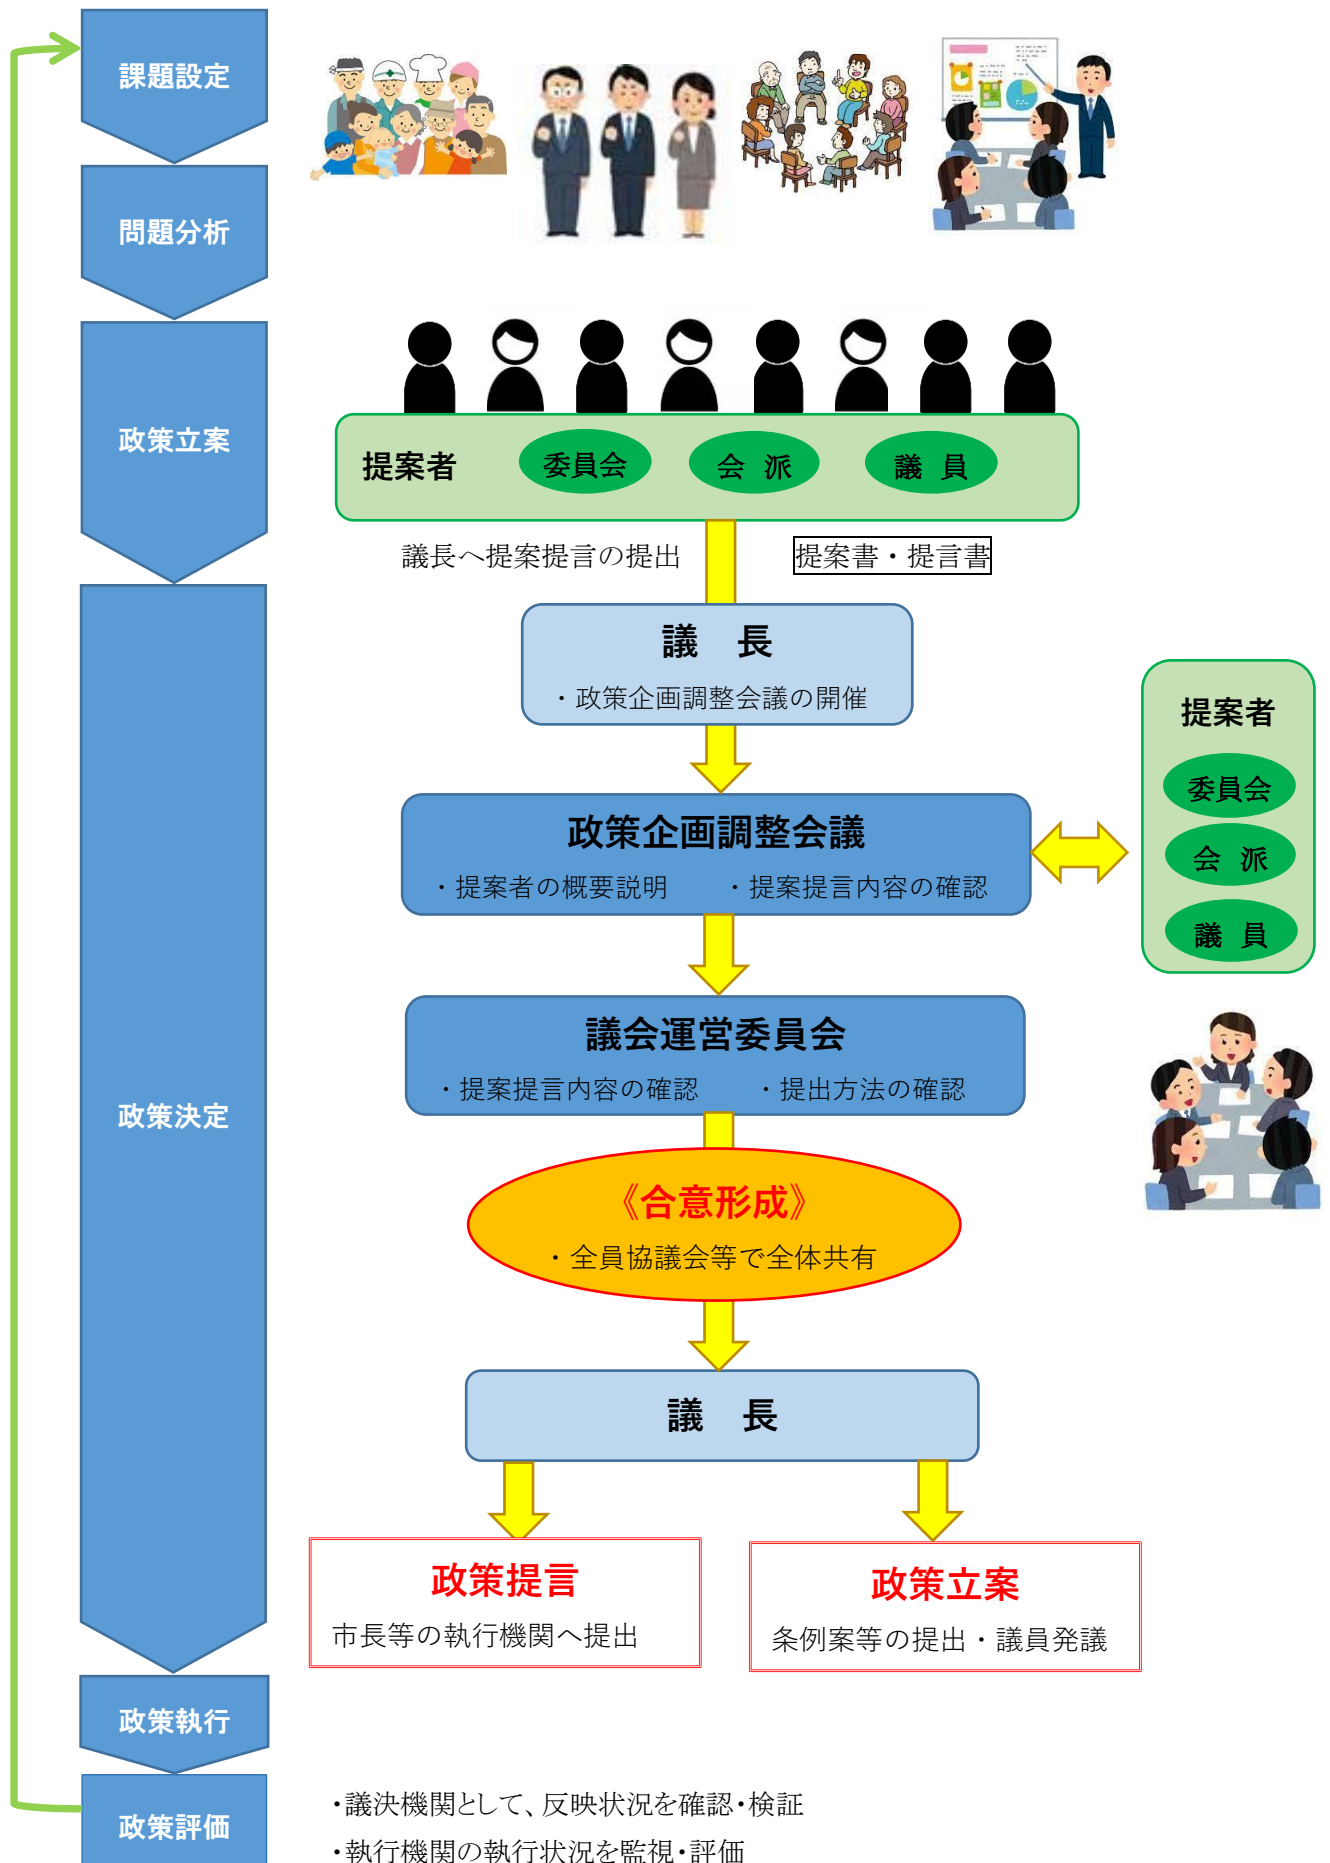 課題設定
問題分析
政策立案
提案者 委員会 会 派 議 員
議長へ提案提言の提出 提案書・提言書
議 長
・政策企画調整会議の開催
提案者
委員会
会 派
議 員
政策企画調整会議
・提案者の概要説明 ・提案提言内容の確認
議会運営委員会
・提案提言内容の確認 ・提出方法の確認
政策決定
《合意形成》
・全員協議会等で全体共有
議 長
政策提言
市長等の執行機関へ提出
政策立案
条例案等の提出・議員発議
政策執行
政策評価
・議決機関として、反映状況を確認・検証
・執行機関の執行状況を監視・評価